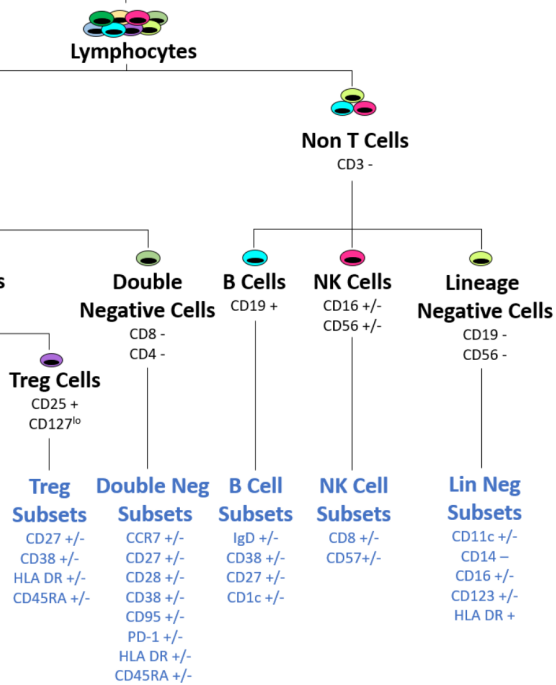 Lymphocytes
Non T Cells
CD3 -
s
Double
Negative Cells
CD8 -
CD4 -
B Cells
CD19 +
NK Cells
CD16 +/-
CD56 +/-
Lineage
Negative Cells
CD19 -
CD56 -
Treg Cells
CD25 +
CD127lo
Treg
Subsets
CD27 +/-
CD38 +/-
HLA DR +/-
CD45RA +/-
Double Neg
Subsets
CCR7 +/-
CD27 +/-
CD28 +/-
CD38 +/-
CD95 +/-
PD-1 +/-
HLA DR +/-
CD45RA +/-
B Cell
Subsets
IgD +/-
CD38 +/-
CD27 +/-
CD1c +/-
NK Cell
Subsets
CD8 +/-
CD57+/-
Lin Neg
Subsets
CD11c +/-
CD14 –
CD16 +/-
CD123 +/-
HLA DR +